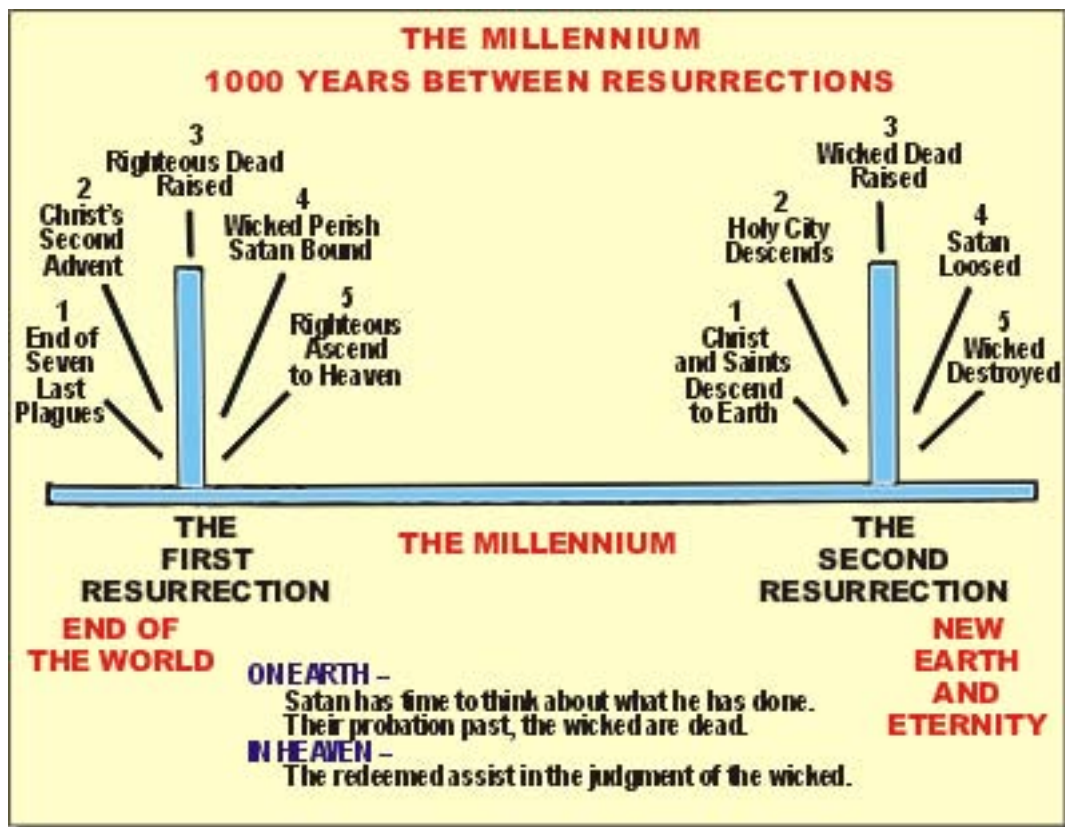 THE MILLENNIUM
1000 YEARS BETWEEN RESURRECTIONS
1
End of
Seven
Last
Plagues
2
Christ's
Second
Advent
3
Righteous Dead
Raised
4
Wicked Perish
Satan Bound
5
Righteous
Ascend
to Heaven
1
Christ
and Saints
Descend
to Earth
2
Holy City
Descends
3
Wicked Dead
Raised
4
Satan
Loosed
5
Wicked
Destroyed
THE
FIRST
RESURRECTION
END OF
THE WORLD
THE MILLENNIUM
THE
SECOND
RESURRECTION
NEW
EARTH
AND
ETERNITY
ON EARTH –
Satan has time to think about what he has done.
Their probation past, the wicked are dead.
IN HEAVEN –
The redeemed assist in the judgment of the wicked.